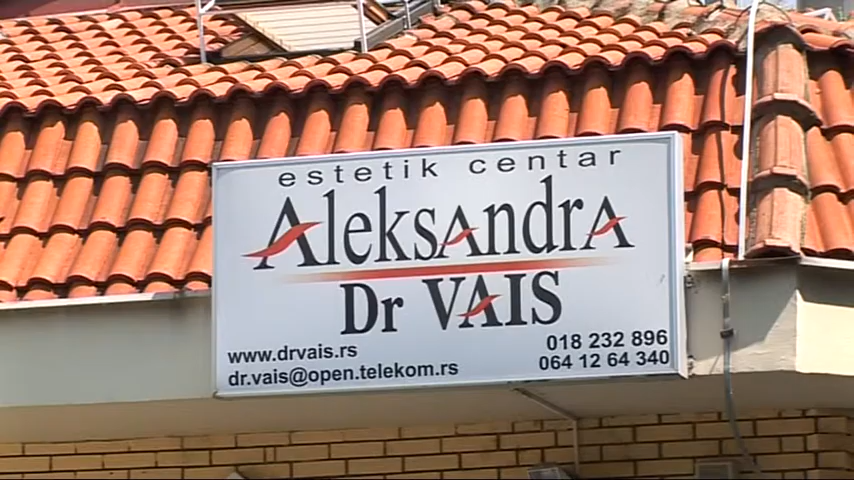 estetik centar
AleksAndrA
Dr VAIS
www.drvais.rs
dr.vais@open.telekom.rs
018 232 896
064 12 64 340